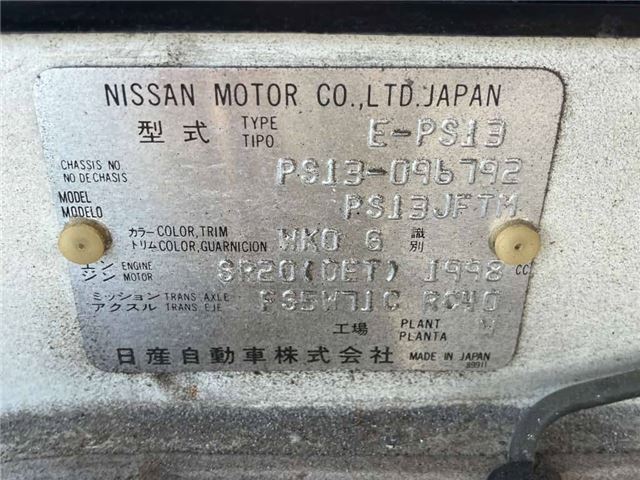 NISSAN MOTOR CO.,LTD.JAPAN
型式 TYPE TIPO E-PS13
CHASSIS NO NO DE CHASIS PS13-096792
MODEL MODELO PS13JFTM
カラー COLOR,TRIM トリム COLOR,GUARNICION WK0 G 識別
エンジン ENGINE MOTOR SR20(DET) 1998 CC
ミッション TRANS AXLE アクスル TRANS EJE FS5W71C RC40
工場 PLANT PLANTA
日産自動車株式会社 MADE IN JAPAN
89911